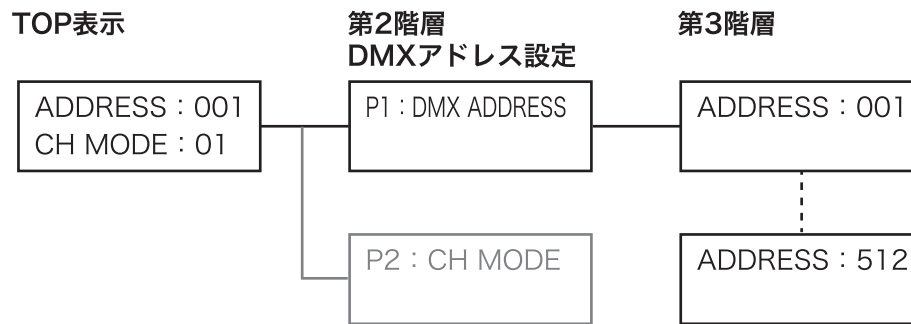 TOP表示
第2階層
DMXアドレス設定
第3階層
ADDRESS：001
CH MODE：01
P1：DMX ADDRESS
ADDRESS：001
P2：CH MODE
ADDRESS：512